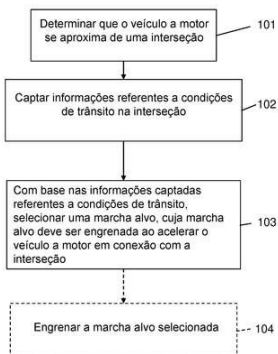 Determinar que o veículo a motor
se aproxima de uma interseção
101
Captar informações referentes a condições
de trânsito na interseção
102
Com base nas informações captadas
referentes a condições de trânsito,
selecionar uma marcha alvo, cuja marcha
alvo deve ser engrenada ao acelerar o
veículo a motor em conexão com a
interseção
103
Engrenar a marcha alvo selecionada
104